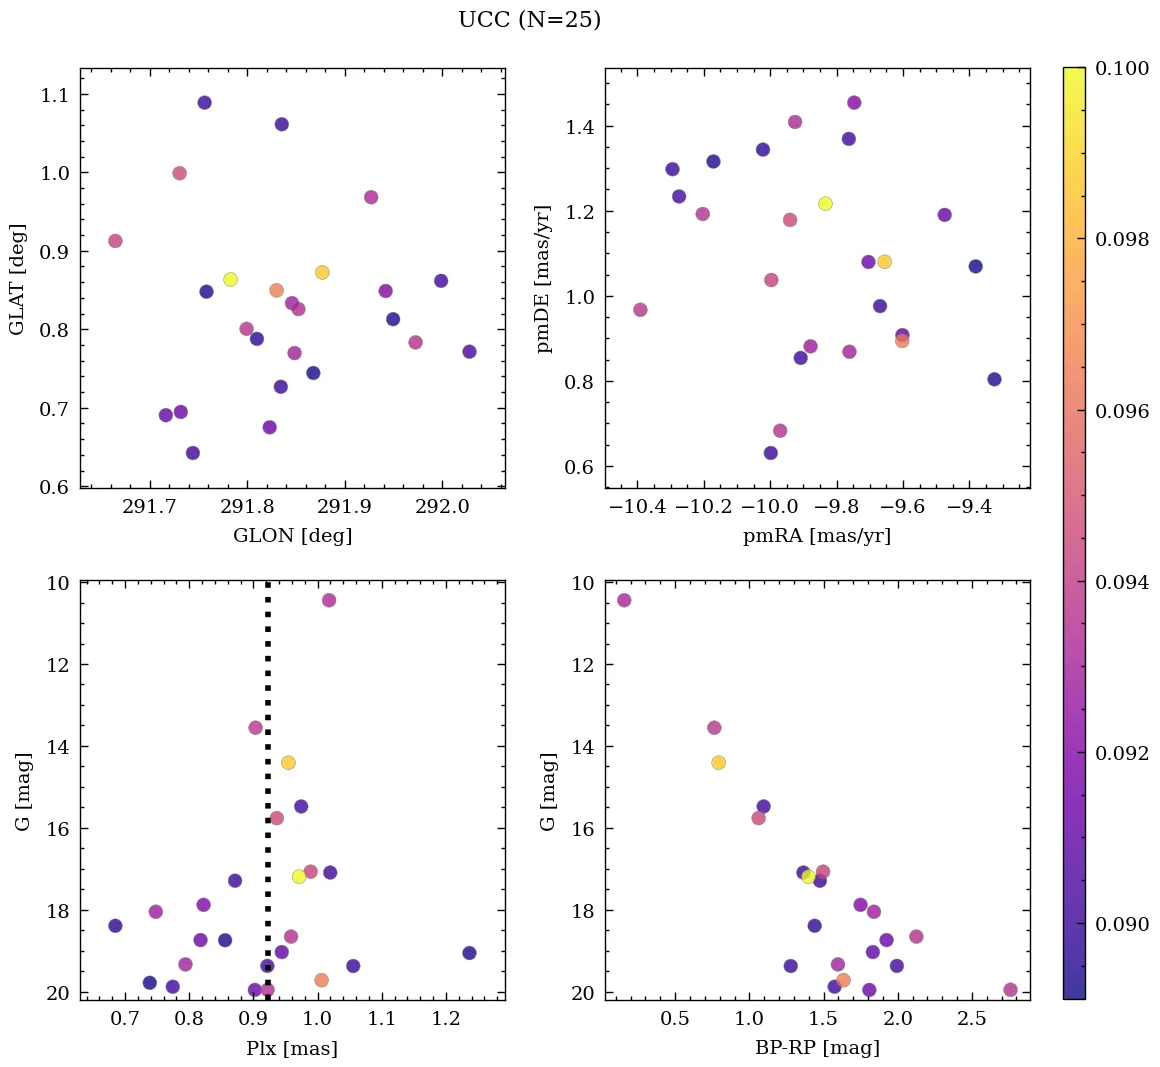 UCC (N=25)
1.1
1.0
0.9
0.8
0.7
0.6
GLAT [deg]
291.7 291.8 291.9 292.0
GLON [deg]
1.4
1.2
1.0
0.8
0.6
pmDE [mas/yr]
−10.4 −10.2 −10.0 −9.8 −9.6 −9.4
pmRA [mas/yr]
0.100
0.098
0.096
0.094
0.092
0.090
10
12
14
16
18
20
G [mag]
0.7 0.8 0.9 1.0 1.1 1.2
Plx [mas]
10
12
14
16
18
20
G [mag]
0.5 1.0 1.5 2.0 2.5
BP-RP [mag]